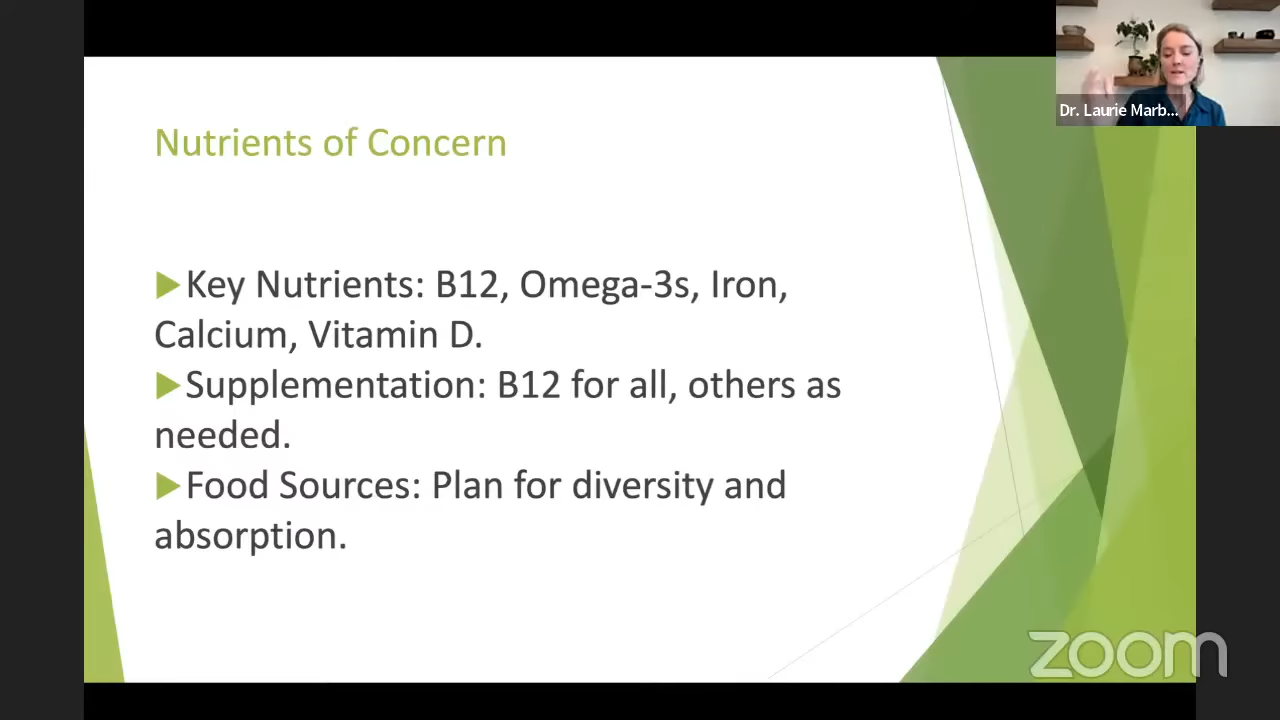 Dr. Laurie Marb...
Nutrients of Concern
Key Nutrients: B12, Omega-3s, Iron,
Calcium, Vitamin D.
Supplementation: B12 for all, others as
needed.
Food Sources: Plan for diversity and
absorption.
zoom